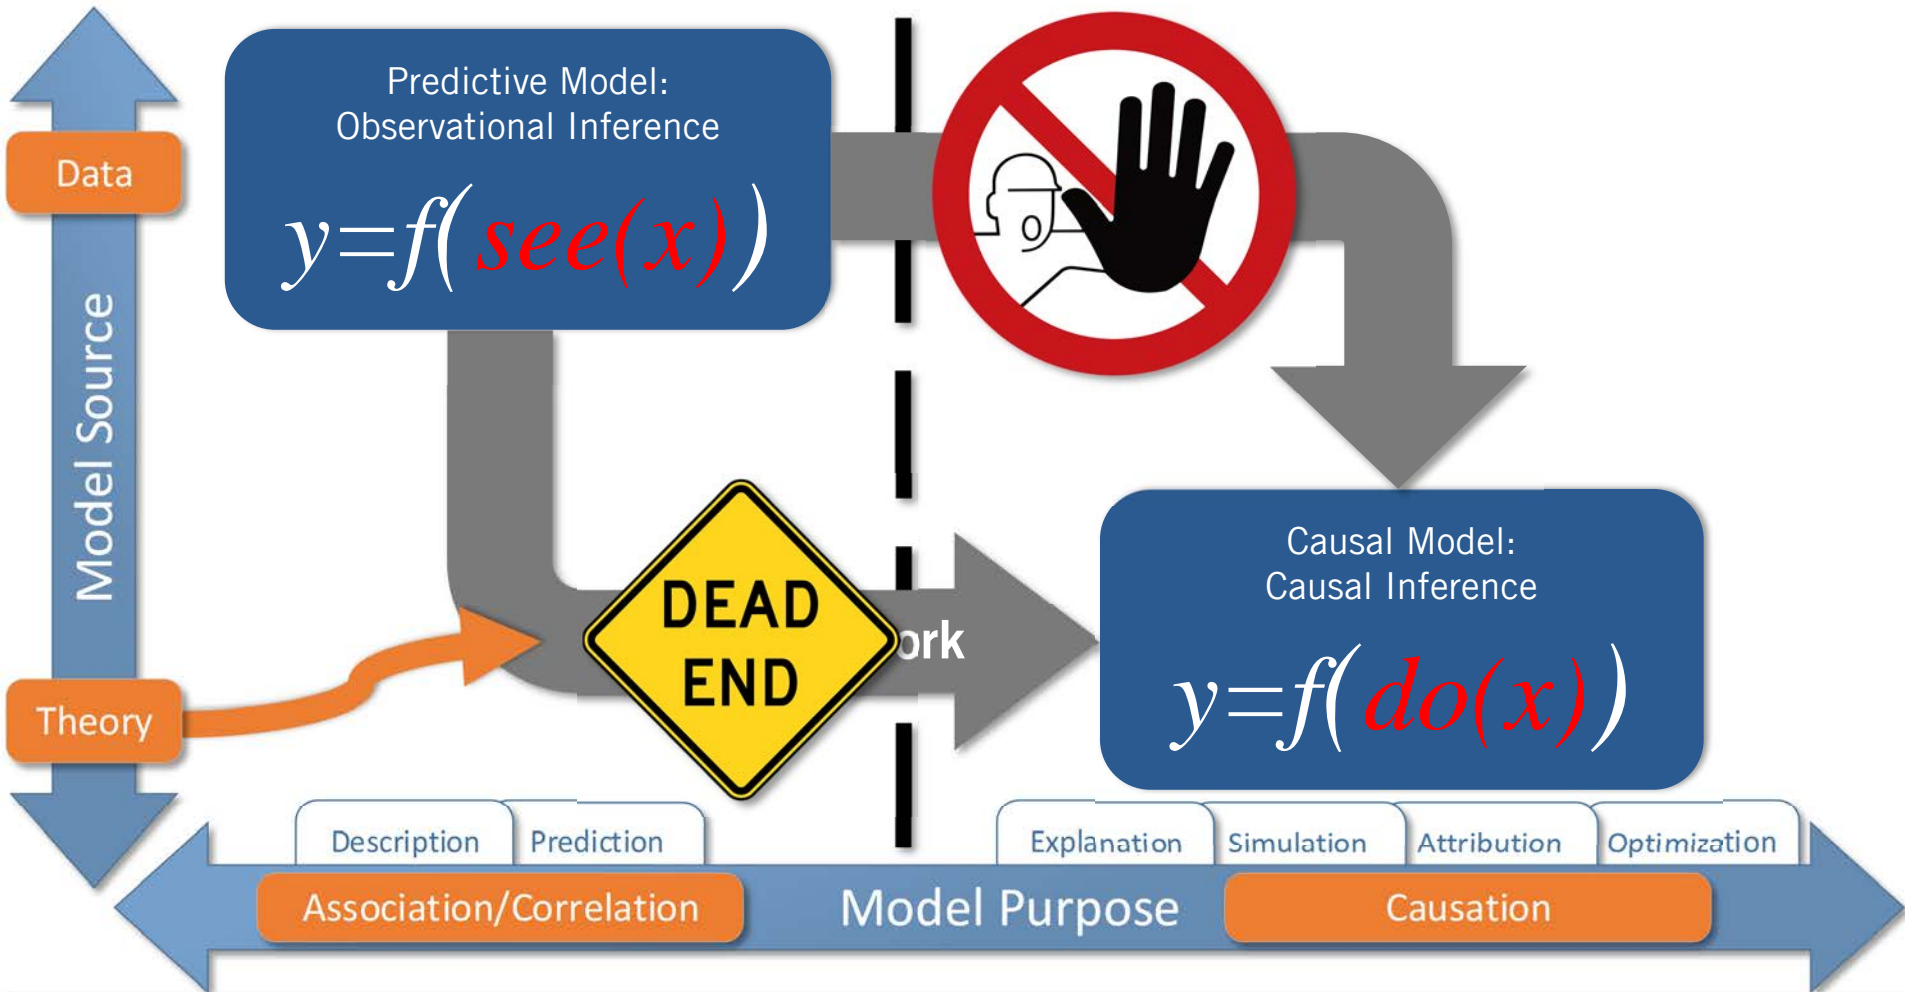 Predictive Model:
Observational Inference
y=f(see(x))
Data
Model Source
DEAD
END
ork
Causal Model:
Causal Inference
y=f(do(x))
Theory
Description
Prediction
Explanation
Simulation
Attribution
Optimization
Association/Correlation
Model Purpose
Causation